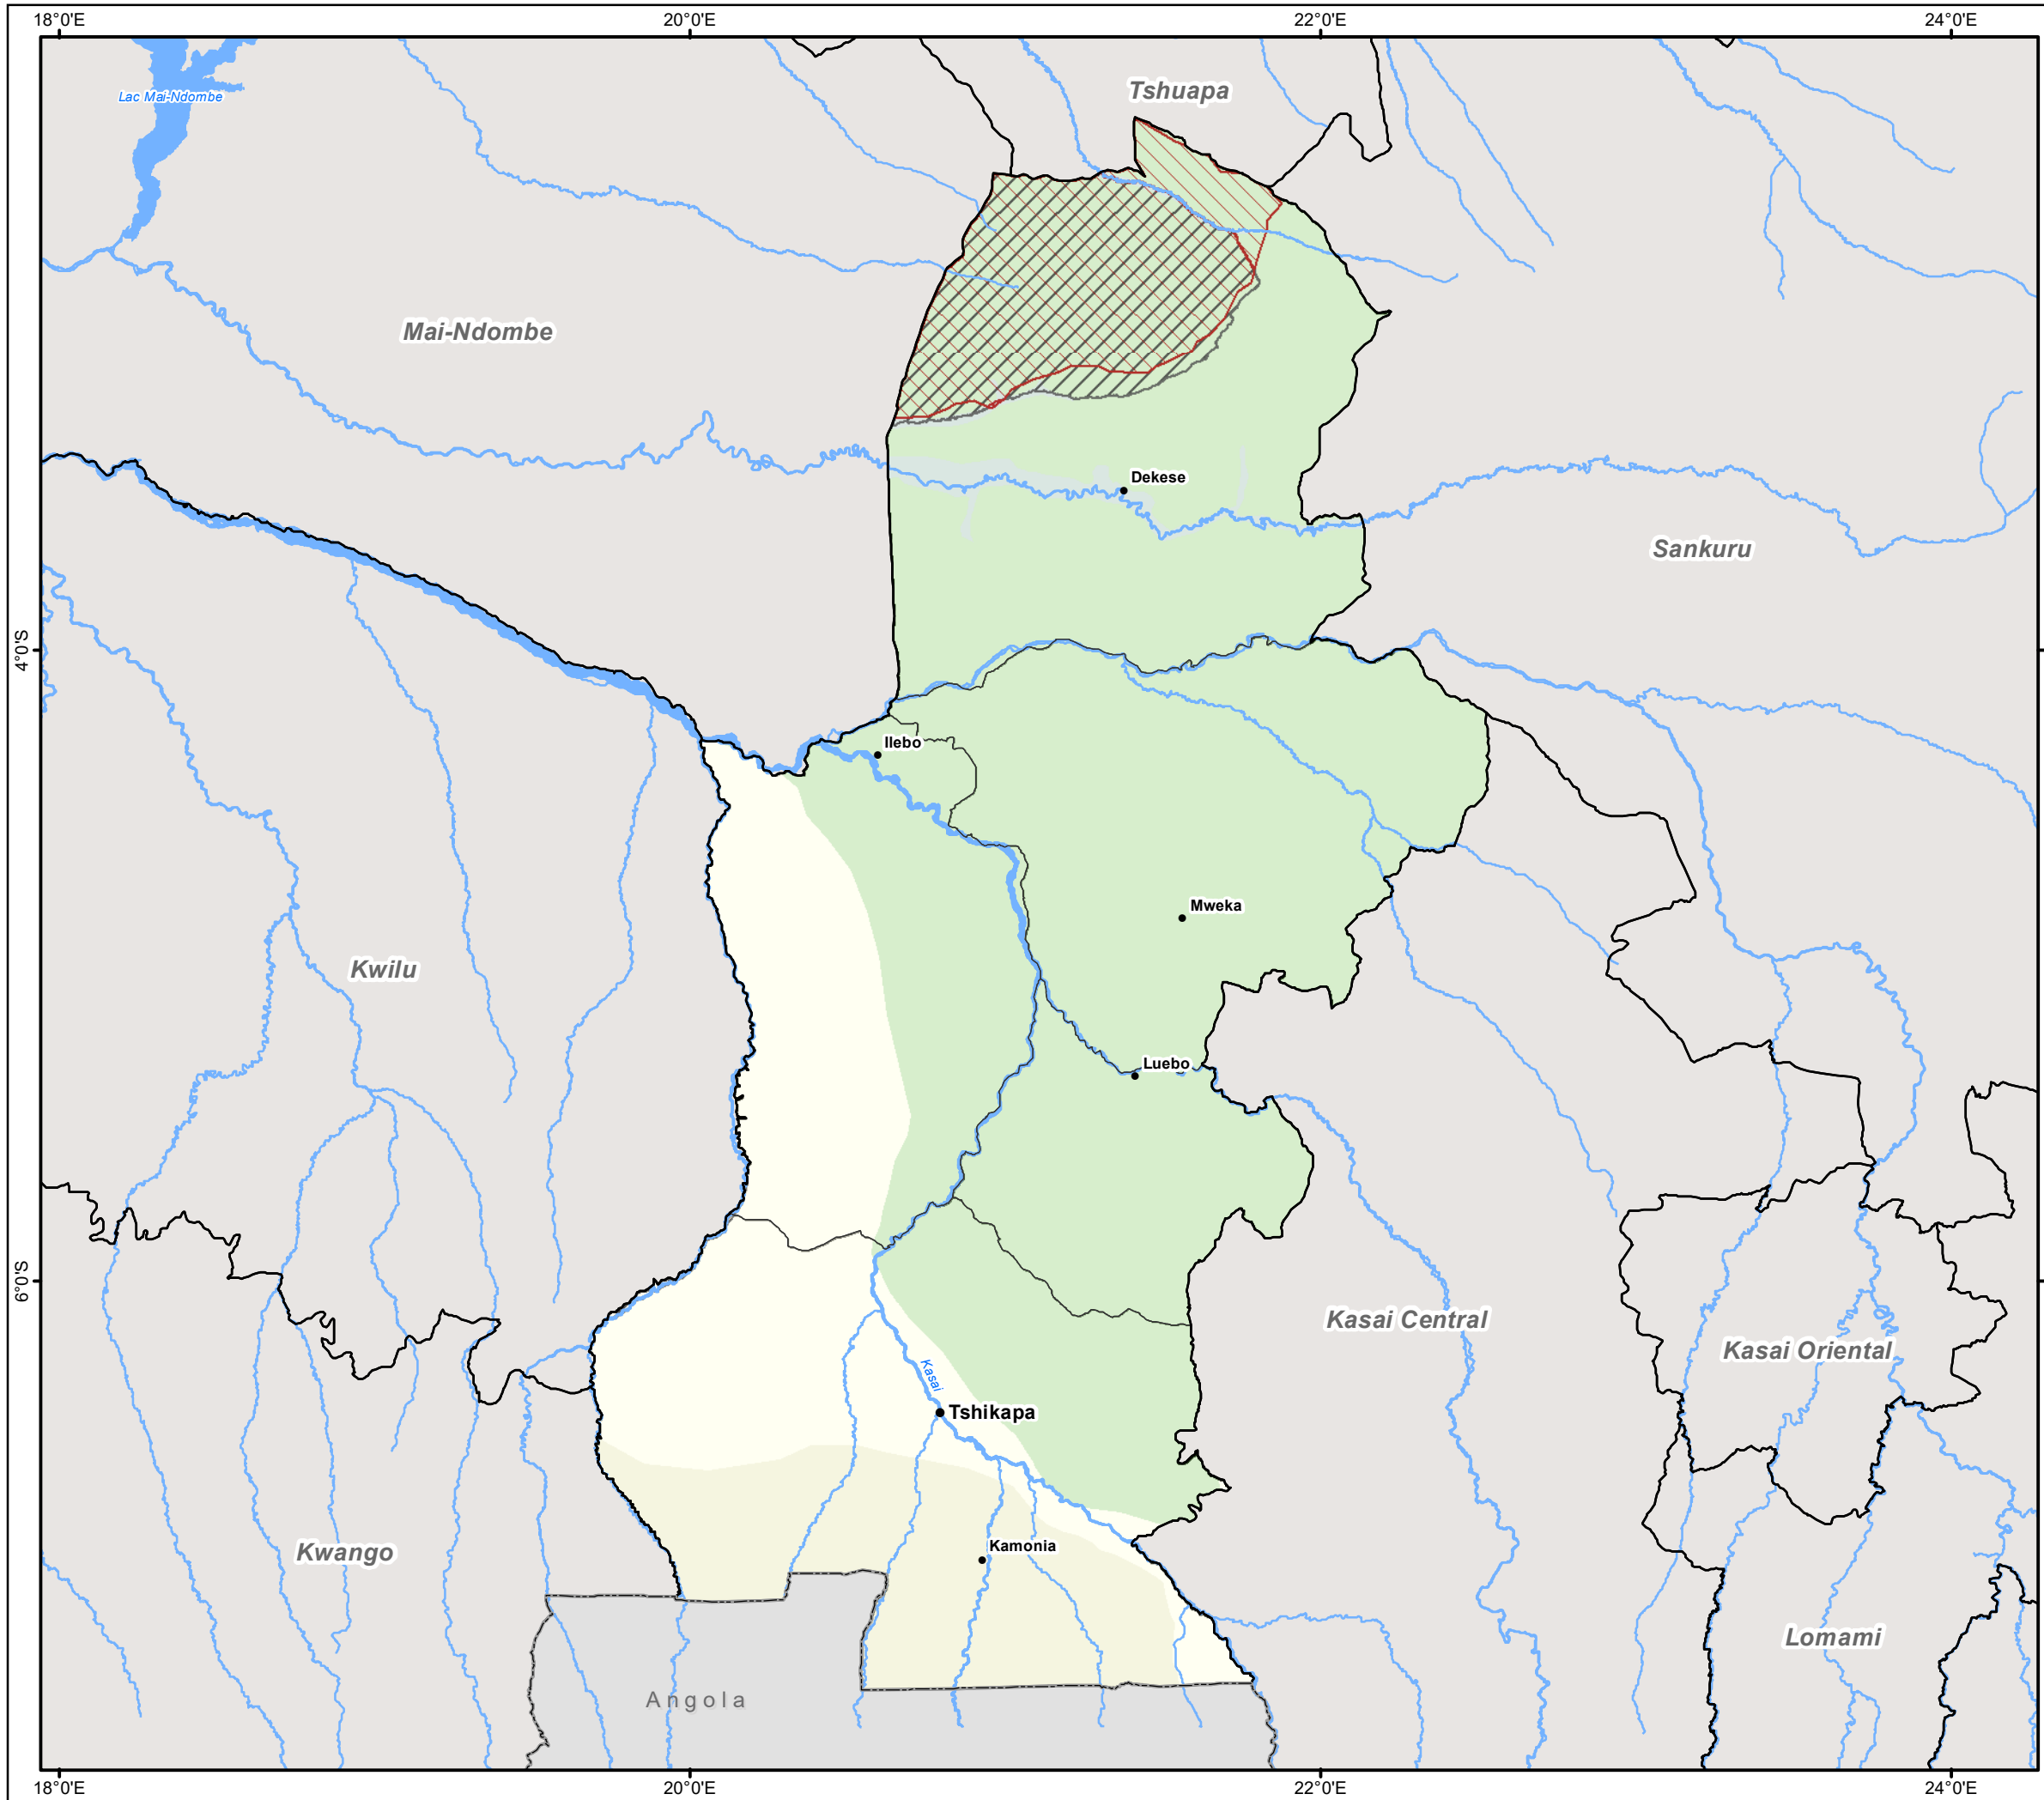 18°0'E
20°0'E
22°0'E
24°0'E
Tshuapa
Lac Mai-Ndombe
Mai-Ndombe
Dekese
Sankuru
4°0'S
Ilebo
Mweka
Kwilu
Luebo
6°0'S
Kasai Central
Kasai Oriental
Kasai
Tshikapa
Kamonia
Kwango
Lomami
Angola
18°0'E
20°0'E
22°0'E
24°0'E